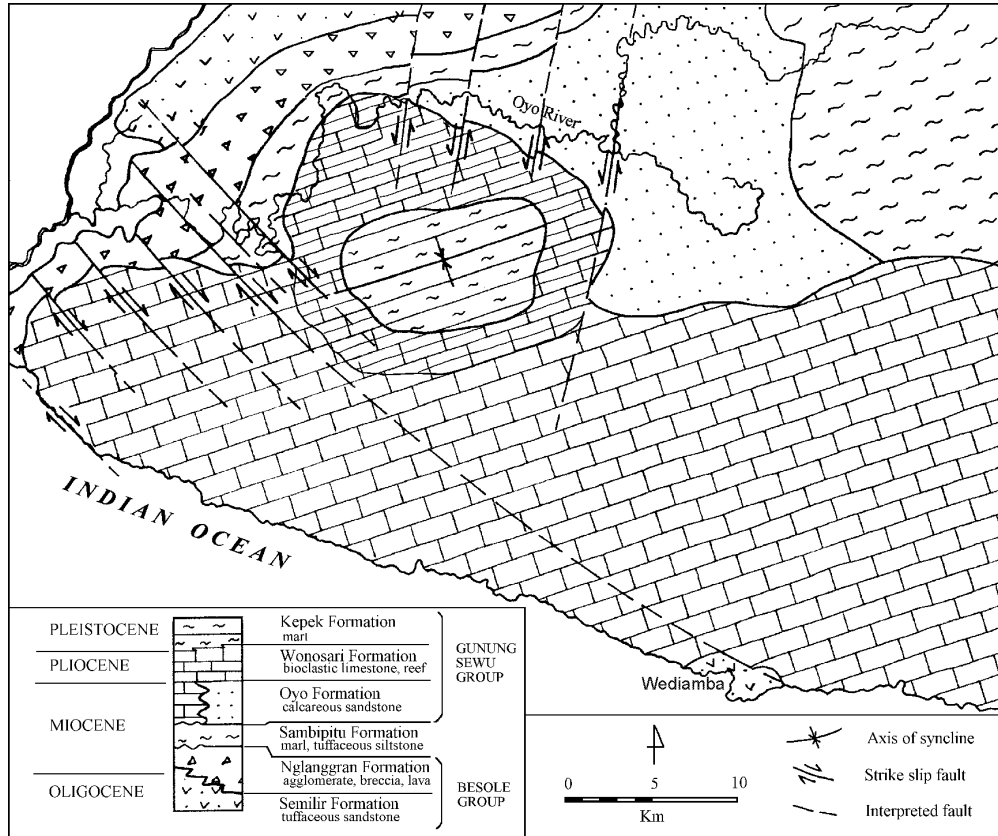 Oyo River
INDIAN OCEAN
Wediamba
PLEISTOCENE
PLIOCENE
MIOCENE
OLIGOCENE
Kepek Formation
marl
Wonosari Formation
bioclastic limestone, reef
Oyo Formation
calcareous sandstone
Sambipitu Formation
marl, tuffaceous siltstone
Nglanggran Formation
agglomerate, breccia, lava
Semilir Formation
tuffaceous sandstone
GUNUNG
SEWU
GROUP
BESOLE
GROUP
0 5 10
Km
Axis of syncline
Strike slip fault
Interpreted fault